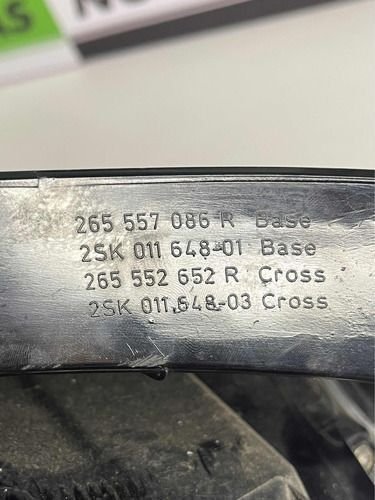 265 557 086 R Base
2SK 011 648-01 Base
265 552 652 R Cross
2SK 011.648-03 Cross